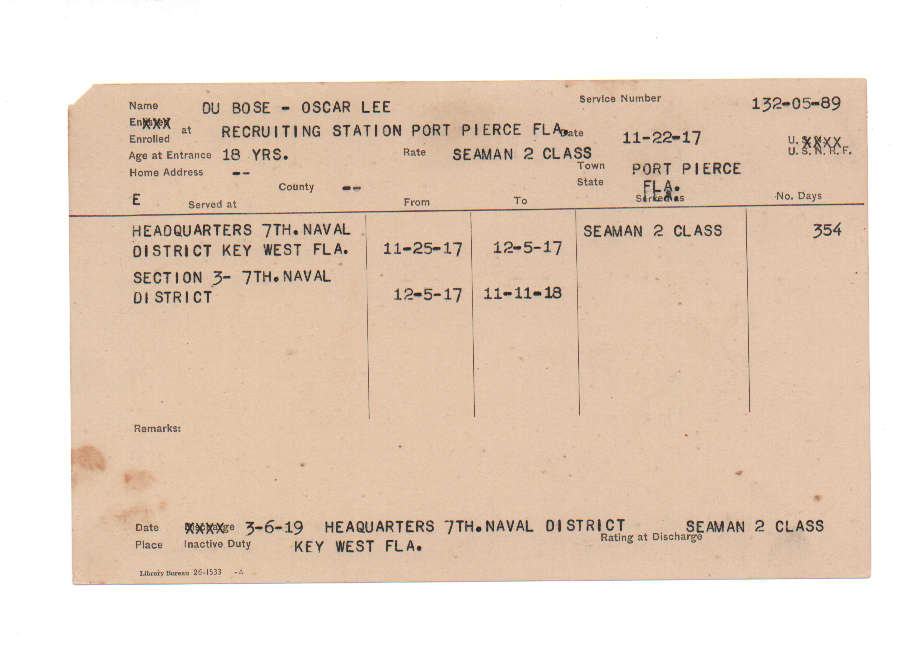 Name DU BOSE - OSCAR LEE Service Number 132-05-89
Enrolled at RECRUITING STATION PORT PIERCE FLA. Date 11-22-17 U. S. N. R. F.
Age at Entrance 18 YRS. Rate SEAMAN 2 CLASS
Home Address -- Town PORT PIERCE
County -- State FLA.
E Served at From To Served as No. Days
HEADQUARTERS 7TH. NAVAL SEAMAN 2 CLASS 354
DISTRICT KEY WEST FLA. 11-25-17 12-5-17
SECTION 3- 7TH. NAVAL
DISTRICT 12-5-17 11-11-18
Remarks:
Date 3-6-19 HEAQUARTERS 7TH. NAVAL DISTRICT SEAMAN 2 CLASS
Place Inactive Duty KEY WEST FLA. Rating at Discharge
Library Bureau 26-1533